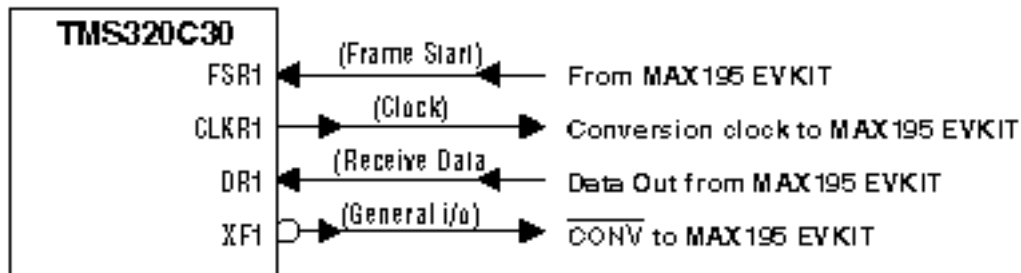 TMS320C30
FSR1 (Frame Start) From MAX195 EVKIT
CLKR1 (Clock) Conversion clock to MAX195 EVKIT
DR1 (Receive Data Data Out from MAX195 EVKIT
XF1 (General i/o) CONV to MAX195 EVKIT